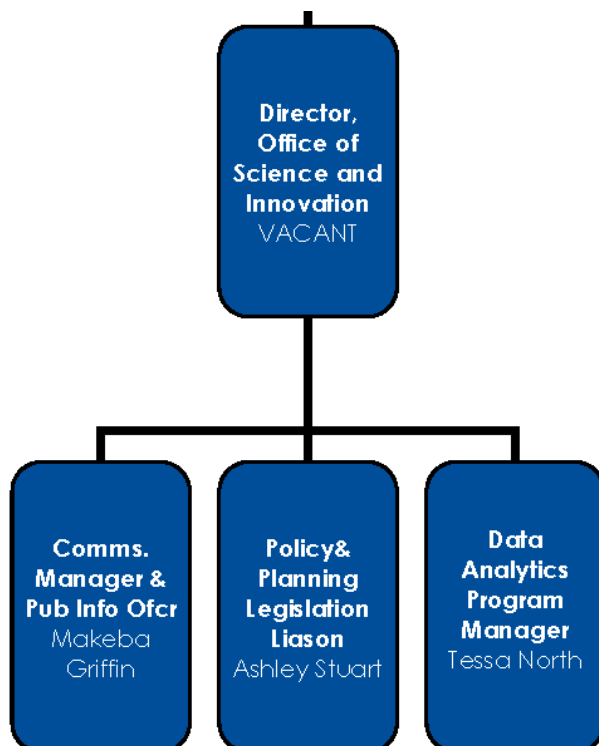 Director,
Office of
Science and
Innovation
VACANT
Comms.
Manager &
Pub Info Ofcr
Makeba
Griffin
Policy&
Planning
Legislation
Liason
Ashley Stuart
Data
Analytics
Program
Manager
Tessa North